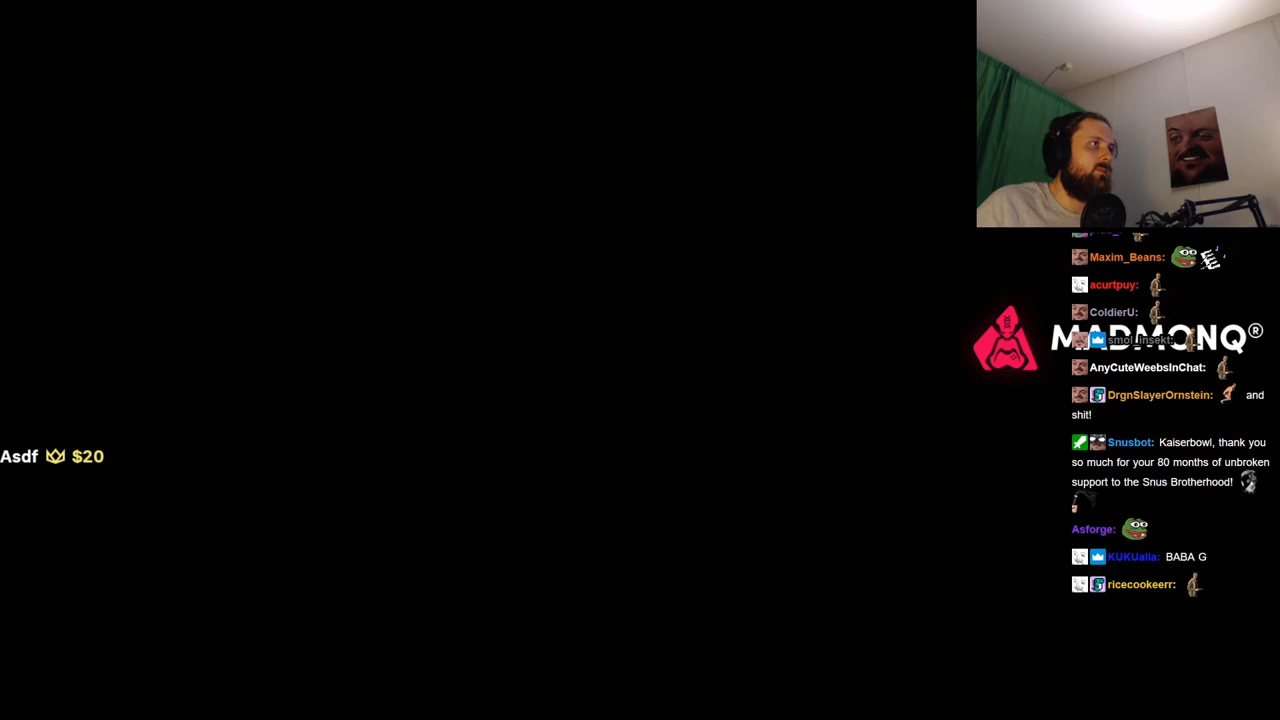 Maxim_Beans:
acurtpuy:
ColdierU:
MADMONQ®
smol_insekt:
AnyCuteWeebsInChat:
DrgnSlayerOrnstein: and
shit!
Snusbot: Kaiserbowl, thank you
so much for your 80 months of unbroken
support to the Snus Brotherhood!
Asdf $20
Asforge:
KUKUalla: BABA G
ricecookeerr: